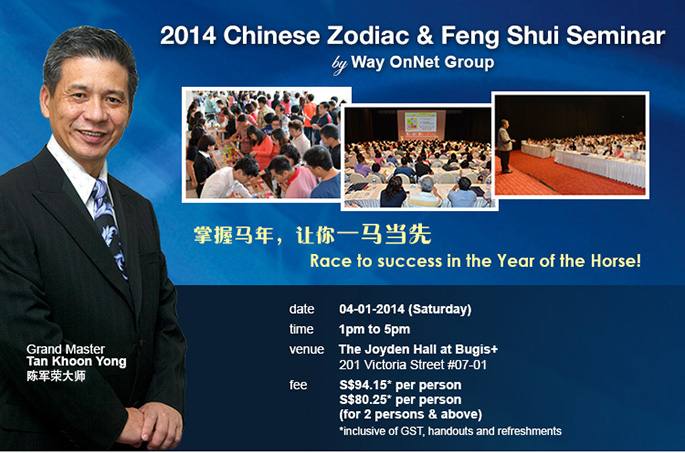 2014 Chinese Zodiac & Feng Shui Seminar
by Way OnNet Group
掌握马年，让你一马当先
Race to success in the Year of the Horse!
Grand Master
Tan Khoon Yong
陈军荣大师
date 04-01-2014 (Saturday)
time 1pm to 5pm
venue The Joyden Hall at Bugis+
201 Victoria Street #07-01
fee S$94.15* per person
S$80.25* per person
(for 2 persons & above)
*inclusive of GST, handouts and refreshments